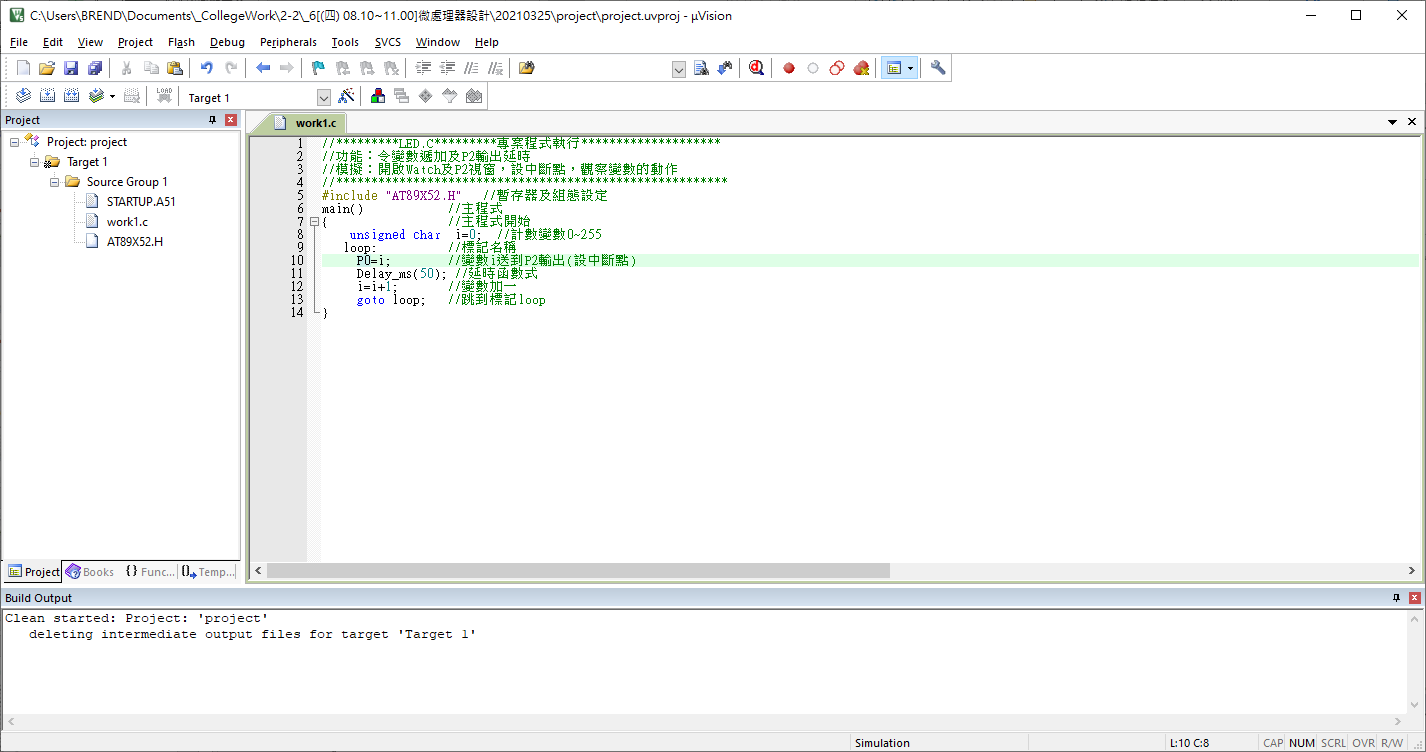 C:\Users\BREND\Documents\_CollegeWork\2-2\_6[(四) 08.10~11.00]微處理器設計\20210325\project\project.uvproj - µVision
File Edit View Project Flash Debug Peripherals Tools SVCS Window Help
LOAD
Target 1
Project
Project: project
Target 1
Source Group 1
STARTUP.A51
work1.c
AT89X52.H
Project Books {} Func... Temp...
work1.c
1 //*********LED.C*********專案程式執行********************
2 //功能：令變數遞加及P2輸出延時
3 //模擬：開啟Watch及P2視窗，設中斷點，觀察變數的動作
4 //********************************************************
5 #include "AT89X52.H" //暫存器及組態設定
6 main() //主程式
7 { //主程式開始
8 unsigned char i=0; //計數變數0~255
9 loop: //標記名稱
10 P0=i; //變數i送到P2輸出(設中斷點)
11 Delay_ms(50); //延時函數式
12 i=i+1; //變數加一
13 goto loop; //跳到標記loop
14 }
Build Output
Clean started: Project: 'project'
deleting intermediate output files for target 'Target 1'
Simulation L:10 C:8 CAP NUM SCRL OVR R/W